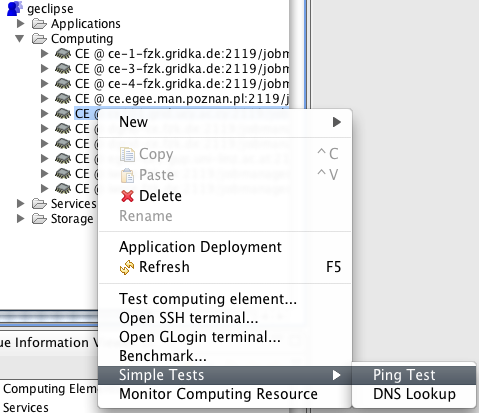 geclipse
Applications
Computing
CE @ ce-1-fzk.gridka.de:2119/jobm
CE @ ce-3-fzk.gridka.de:2119/jobm
CE @ ce-4-fzk.gridka.de:2119/jobm
CE @ ce.egee.man.poznan.pl:2119/j
CE @
CE
CE
CE
CE
CE
Services
Storage
New
Copy ^C
Paste ^V
Delete
Rename
Application Deployment
Refresh F5
Test computing element...
Open SSH terminal...
Open GLogin terminal...
Benchmark...
Simple Tests
Monitor Computing Resource
Ping Test
DNS Lookup
ue Information V
Computing Elem
Services